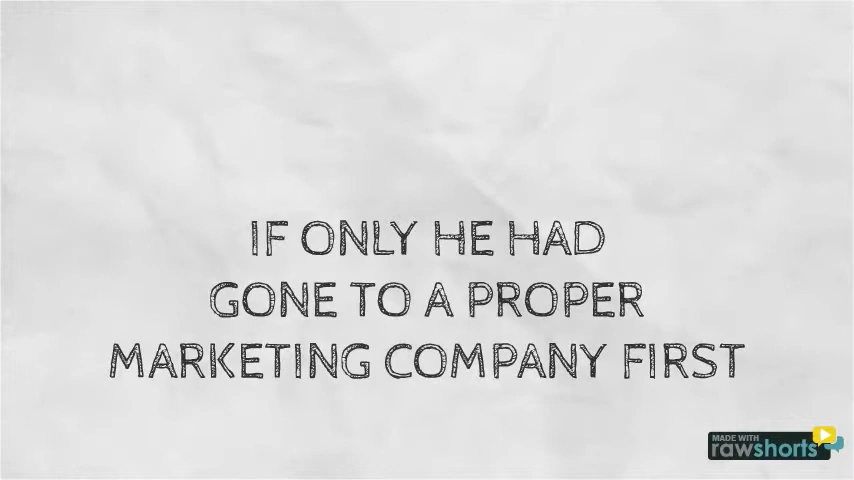 IF ONLY HE HAD
GONE TO A PROPER
MARKETING COMPANY FIRST
MADE WITH
rawshorts